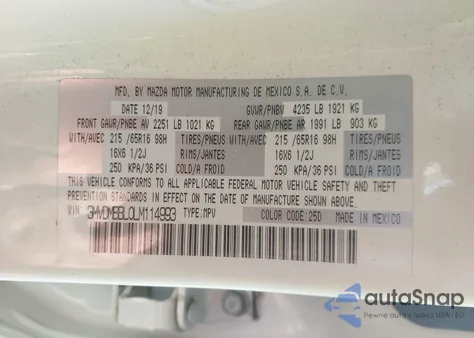 MFD. BY MAZDA MOTOR MANUFACTURING DE MEXICO S.A. DE C.V.
DATE 12/19 GVWR/PNBV 4235 LB 1921 KG
FRONT GAWR/PNBE AV 2251 LB 1021 KG REAR GAWR/PNBE AR 1991 LB 903 KG
WITH/AVEC 215 /65R16 98H TIRES/PNEUS WITH/AVEC 215 /65R16 98H TIRES/PNEUS
16X6 1/2J RIMS/JANTES 16X6 1/2J RIMS/JANTES
250 KPA/36 PSI COLD/A FROID 250 KPA/36 PSI COLD/A FROID
THIS VEHICLE CONFORMS TO ALL APPLICABLE FEDERAL MOTOR VEHICLE SAFETY AND THEFT
PREVENTION STANDARDS IN EFFECT ON THE DATE OF MANUFACTURE SHOWN ABOVE.
VIN: TYPE:MPV COLOR CODE:25D MADE IN MEXICO
autoSnap
Pewne auta z aukcji USA i EU